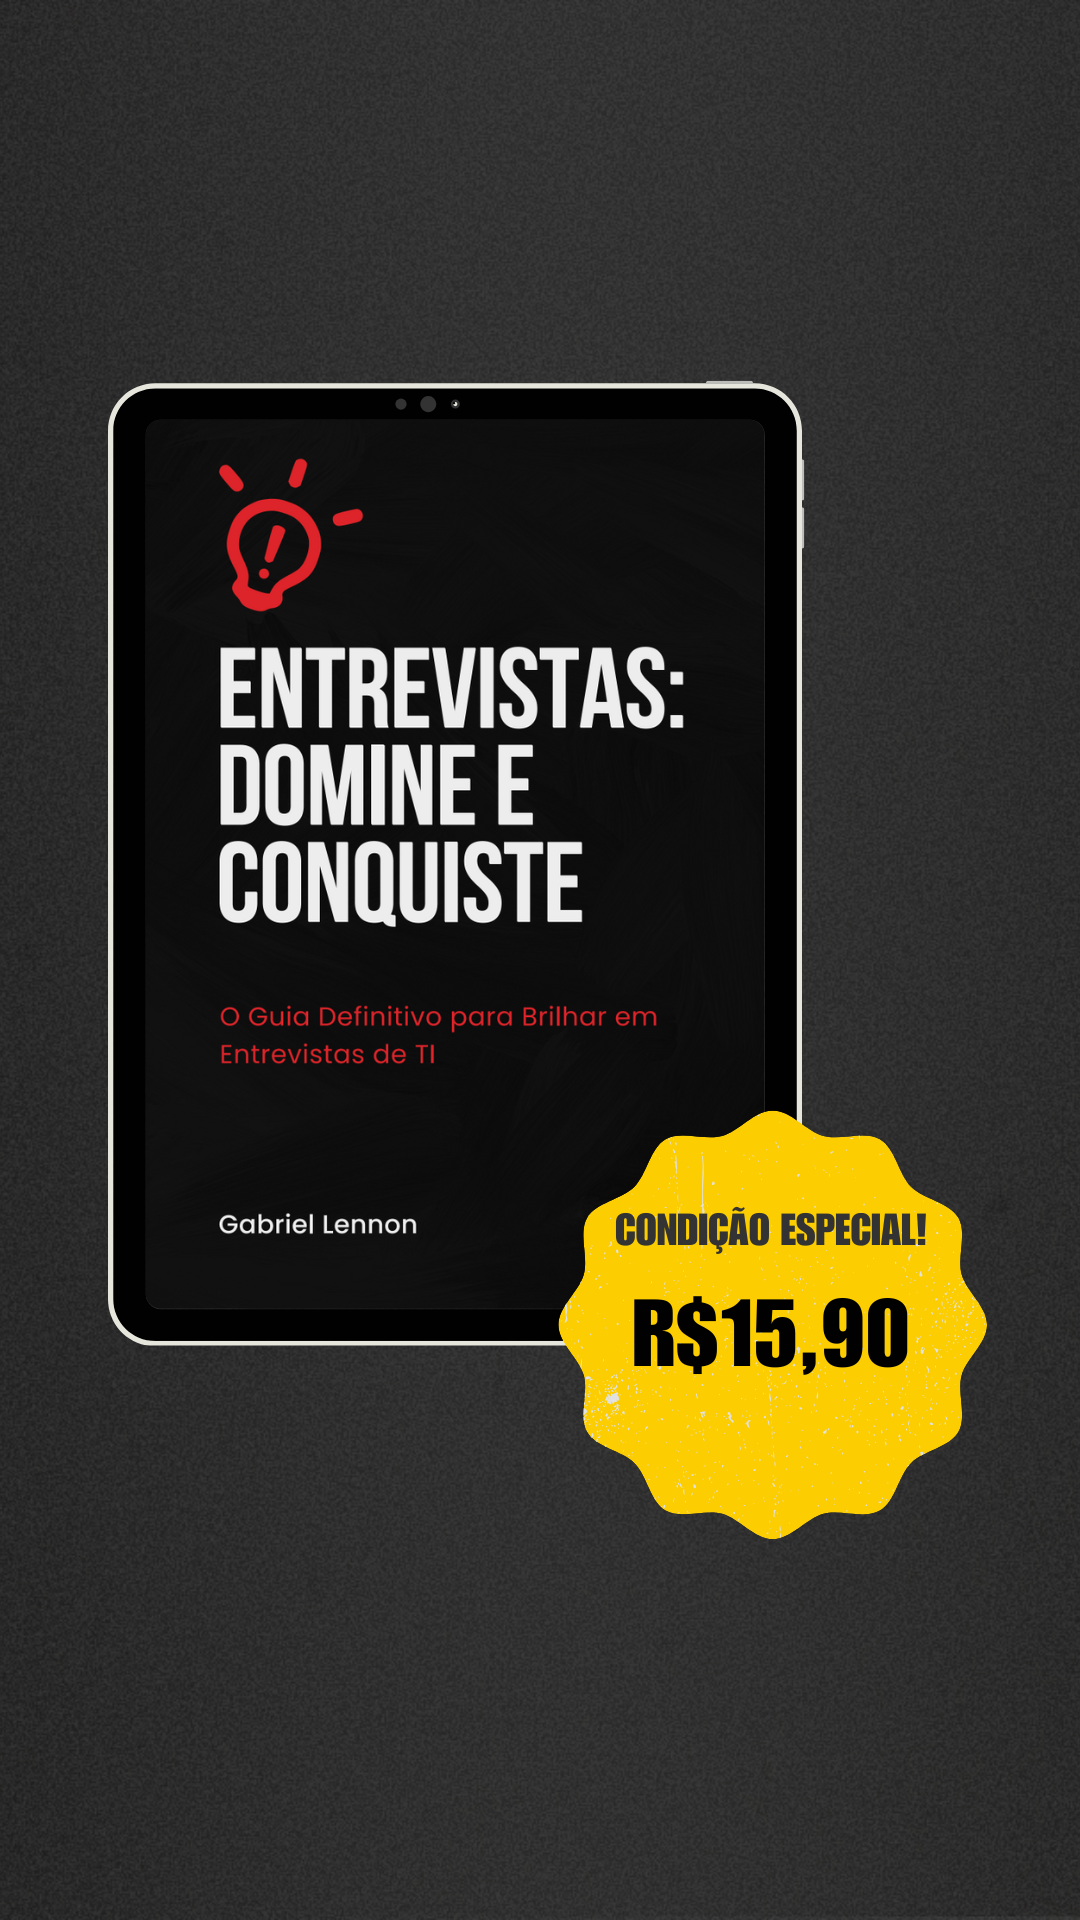 ENTREVISTAS:
DOMINE E
CONQUISTE
O Guia Definitivo para Brilhar em
Entrevistas de TI
Gabriel Lennon
CONDIÇÃO ESPECIAL!
R$15,90